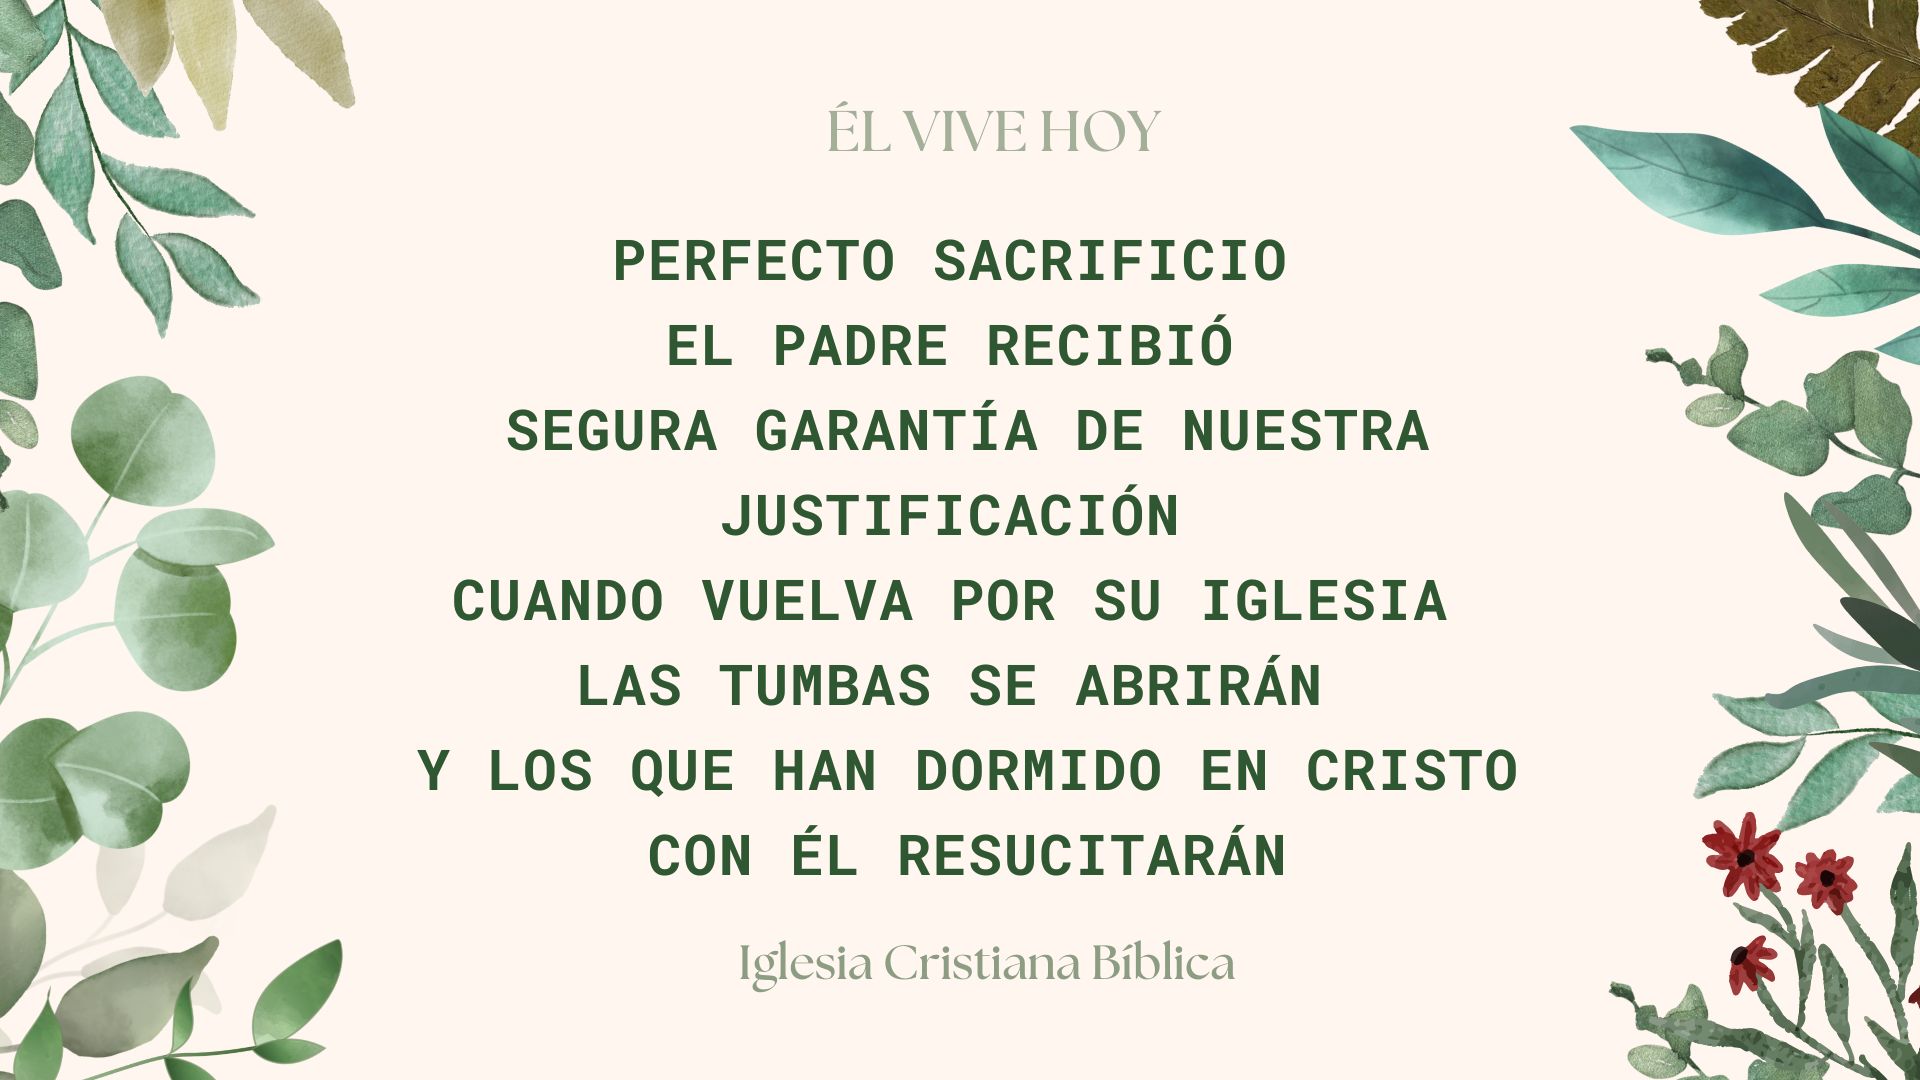 ÉL VIVE HOY
PERFECTO SACRIFICIO
EL PADRE RECIBIÓ
SEGURA GARANTÍA DE NUESTRA
JUSTIFICACIÓN
CUANDO VUELVA POR SU IGLESIA
LAS TUMBAS SE ABRIRÁN
Y LOS QUE HAN DORMIDO EN CRISTO
CON ÉL RESUCITARÁN
Iglesia Cristiana Bíblica